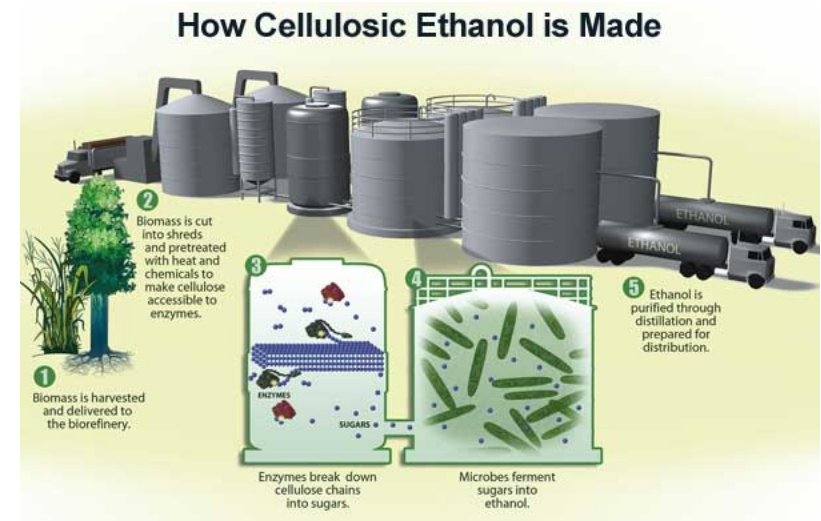 How Cellulosic Ethanol is Made
1
Biomass is harvested
and delivered to
the biorefinery.
2
Biomass is cut
into shreds
and pretreated
with heat and
chemicals to
make cellulose
accessible to
enzymes.
3
ENZYMES
SUGARS
Enzymes break down
cellulose chains
into sugars.
4
Microbes ferment
sugars into
ethanol.
5
Ethanol is
purified through
distillation and
prepared for
distribution.
ETHANOL
ETHANOL